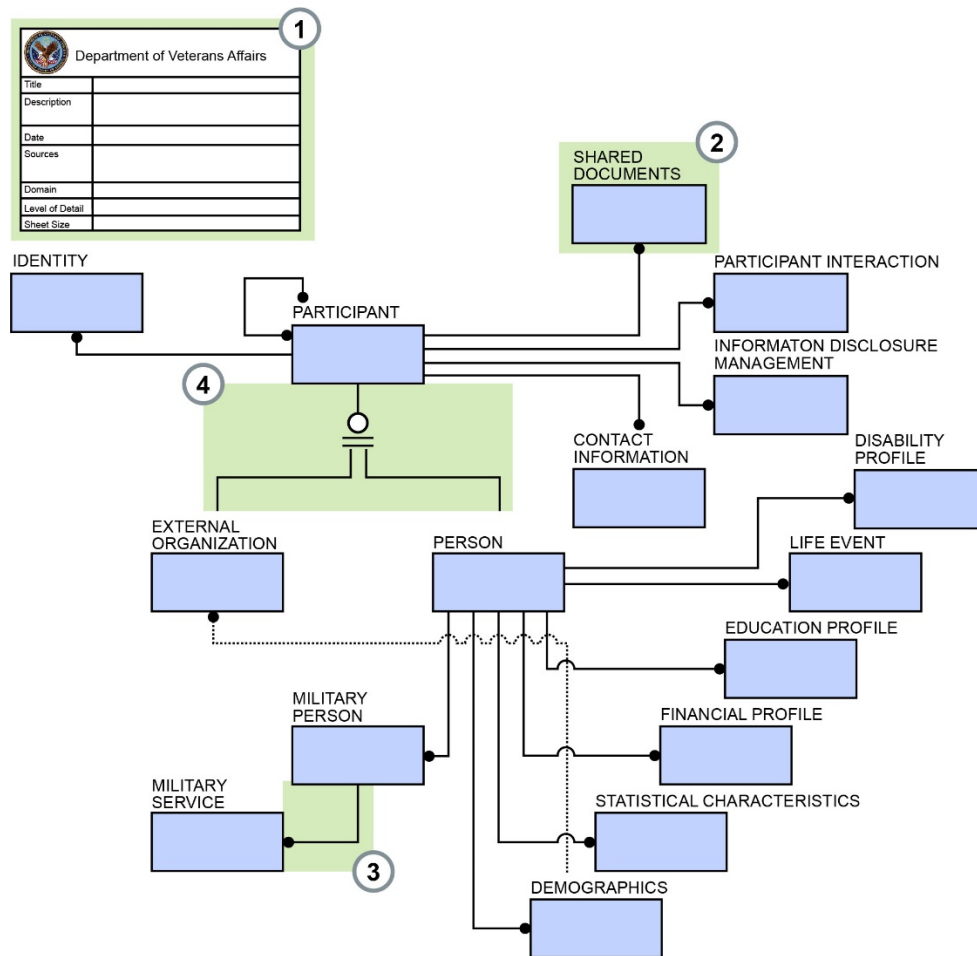 1
Department of Veterans Affairs
Title
Description
Date
Sources
Domain
Level of Detail
Sheet Size
2
SHARED
DOCUMENTS
IDENTITY
PARTICIPANT INTERACTION
PARTICIPANT
INFORMATON DISCLOSURE
MANAGEMENT
4
CONTACT
INFORMATION
DISABILITY
PROFILE
EXTERNAL
ORGANIZATION
PERSON
LIFE EVENT
EDUCATION PROFILE
MILITARY
PERSON
FINANCIAL PROFILE
MILITARY
SERVICE
STATISTICAL CHARACTERISTICS
3
DEMOGRAPHICS